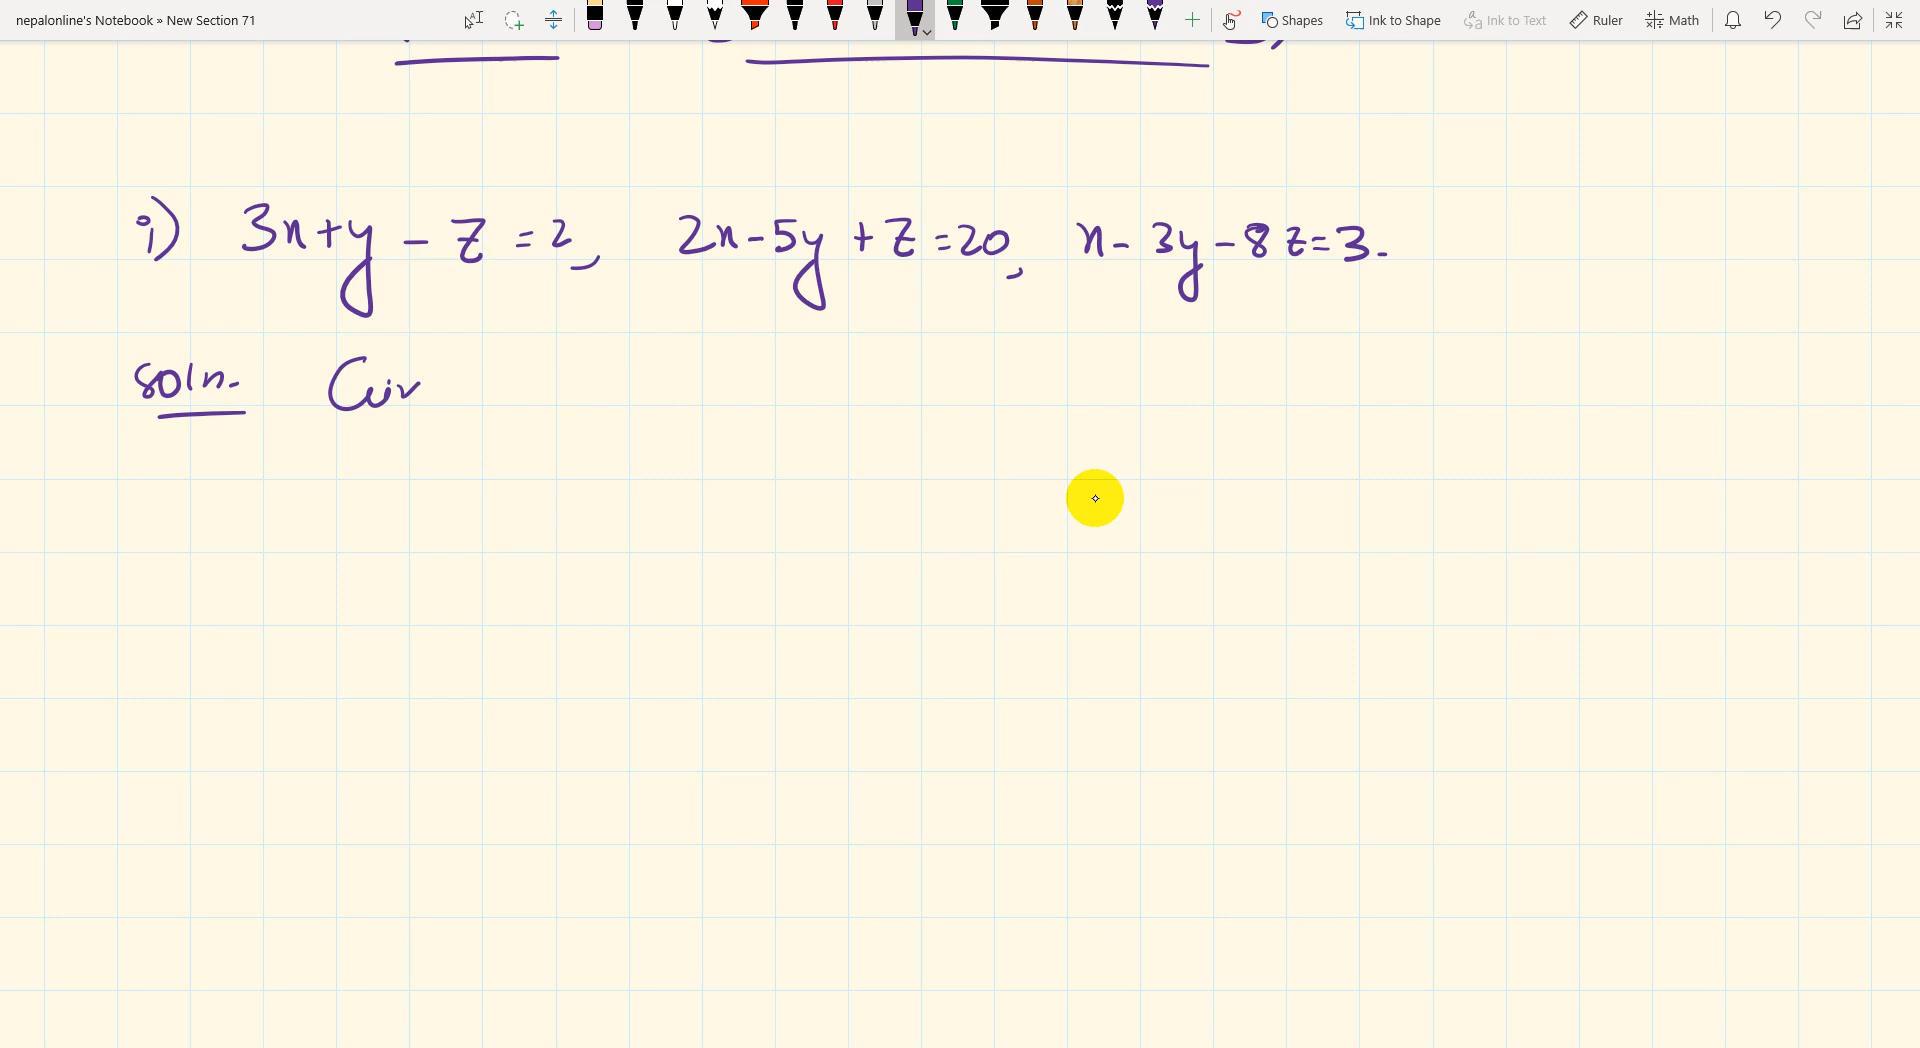 nepalonline's Notebook » New Section 71
Shapes Ink to Shape Ink to Text Ruler Math
i) 3x+y - z = 2, 2x-5y + z = 20, x - 3y - 8z = 3.
Soln. Giv